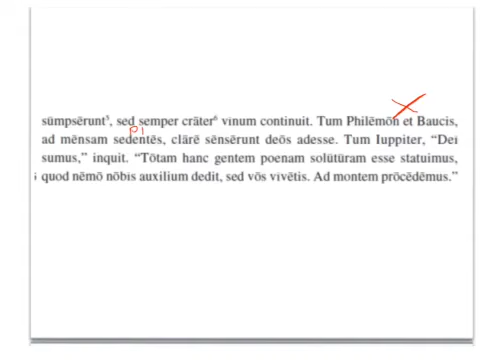 sūmpsērunt⁵, sed semper crāter⁶ vīnum continuit. Tum Philēmōn et Baucis,
P1
ad mēnsam sedentēs, clārē sēnsērunt deōs adesse. Tum Iuppiter, “Deī
sumus,” inquit. “Tōtam hanc gentem poenam solūtūram esse statuimus,
quod nēmō nōbīs auxilium dedit, sed vōs vīvētis. Ad montem prōcēdēmus.”